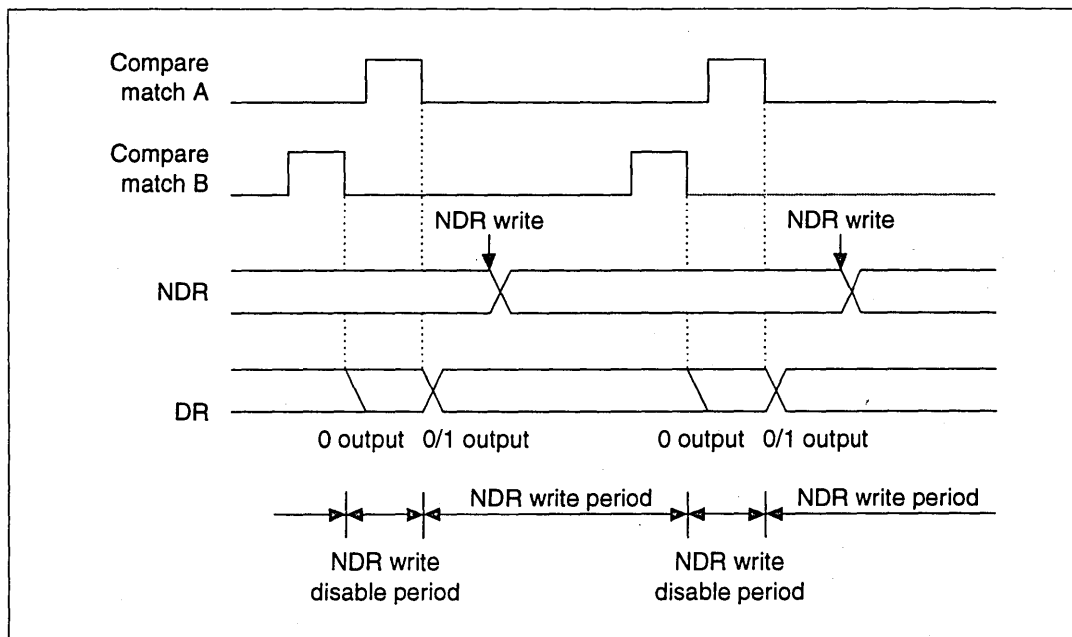 Compare
match A
Compare
match B
NDR write
NDR write
NDR
DR
0 output
0/1 output
0 output
0/1 output
NDR write period
NDR write period
NDR write
disable period
NDR write
disable period